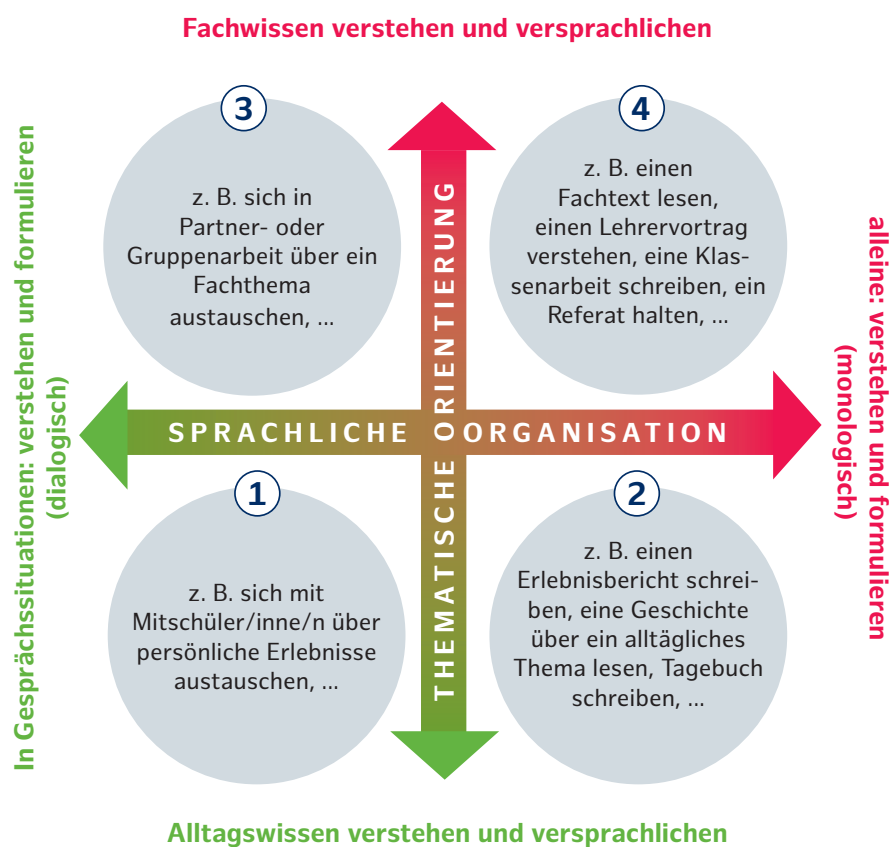 Fachwissen verstehen und versprachlichen
In Gesprächssituationen: verstehen und formulieren
(dialogisch)
3
z. B. sich in
Partner- oder
Gruppenarbeit über ein
Fachthema
austauschen, ...
4
z. B. einen
Fachtext lesen,
einen Lehrervortrag
verstehen, eine Klas-
senarbeit schreiben, ein
Referat halten, ...
alleine: verstehen und formulieren
(monologisch)
THEMATISCHE ORIENTIERUNG
SPRACHLICHE ORGANISATION
1
z. B. sich mit
Mitschüler/inne/n über
persönliche Erlebnisse
austauschen, ...
2
z. B. einen
Erlebnisbericht schrei-
ben, eine Geschichte
über ein alltägliches
Thema lesen, Tagebuch
schreiben, ...
Alltagswissen verstehen und versprachlichen